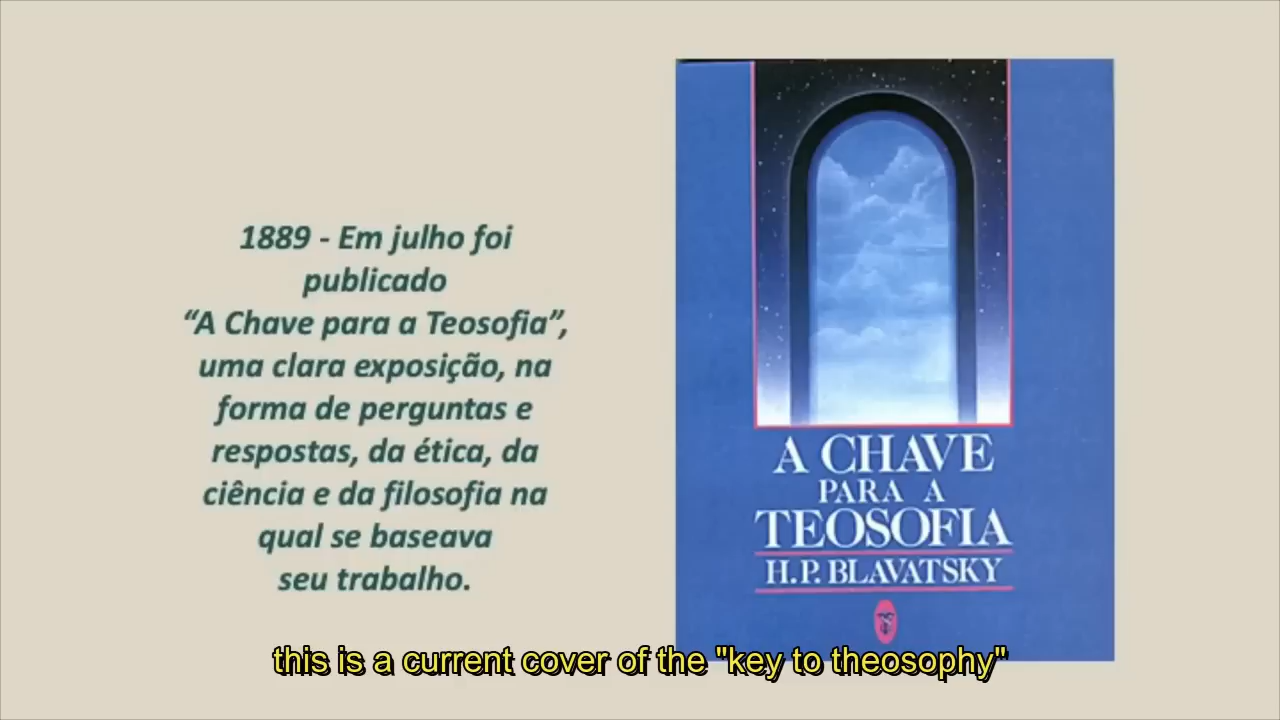 1889 - Em julho foi
publicado
“A Chave para a Teosofia”,
uma clara exposição, na
forma de perguntas e
respostas, da ética, da
ciência e da filosofia na
qual se baseava
seu trabalho.
A CHAVE
PARA A
TEOSOFIA
H.P. BLAVATSKY
this is a current cover of the "key to theosophy"